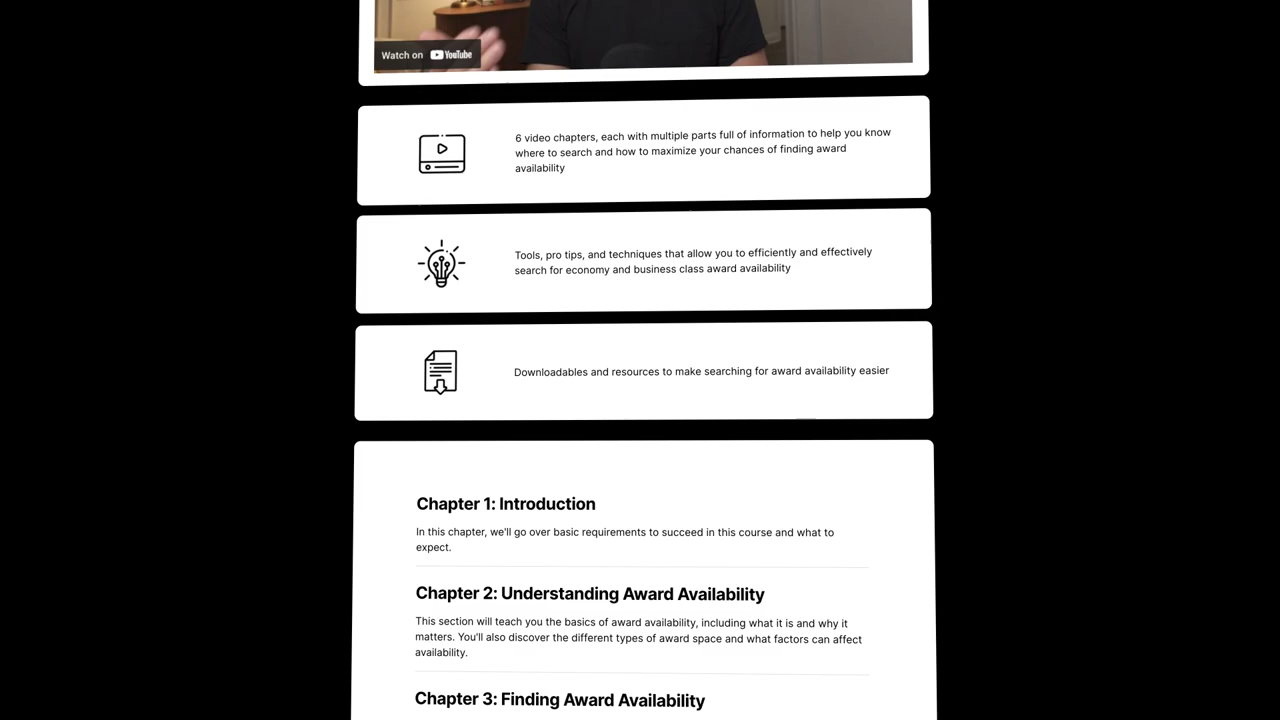 Watch on YouTube
6 video chapters, each with multiple parts full of information to help you know
where to search and how to maximize your chances of finding award
availability
Tools, pro tips, and techniques that allow you to efficiently and effectively
search for economy and business class award availability
Downloadables and resources to make searching for award availability easier
Chapter 1: Introduction
In this chapter, we'll go over basic requirements to succeed in this course and what to
expect.
Chapter 2: Understanding Award Availability
This section will teach you the basics of award availability, including what it is and why it
matters. You'll also discover the different types of award space and what factors can affect
availability.
Chapter 3: Finding Award Availability